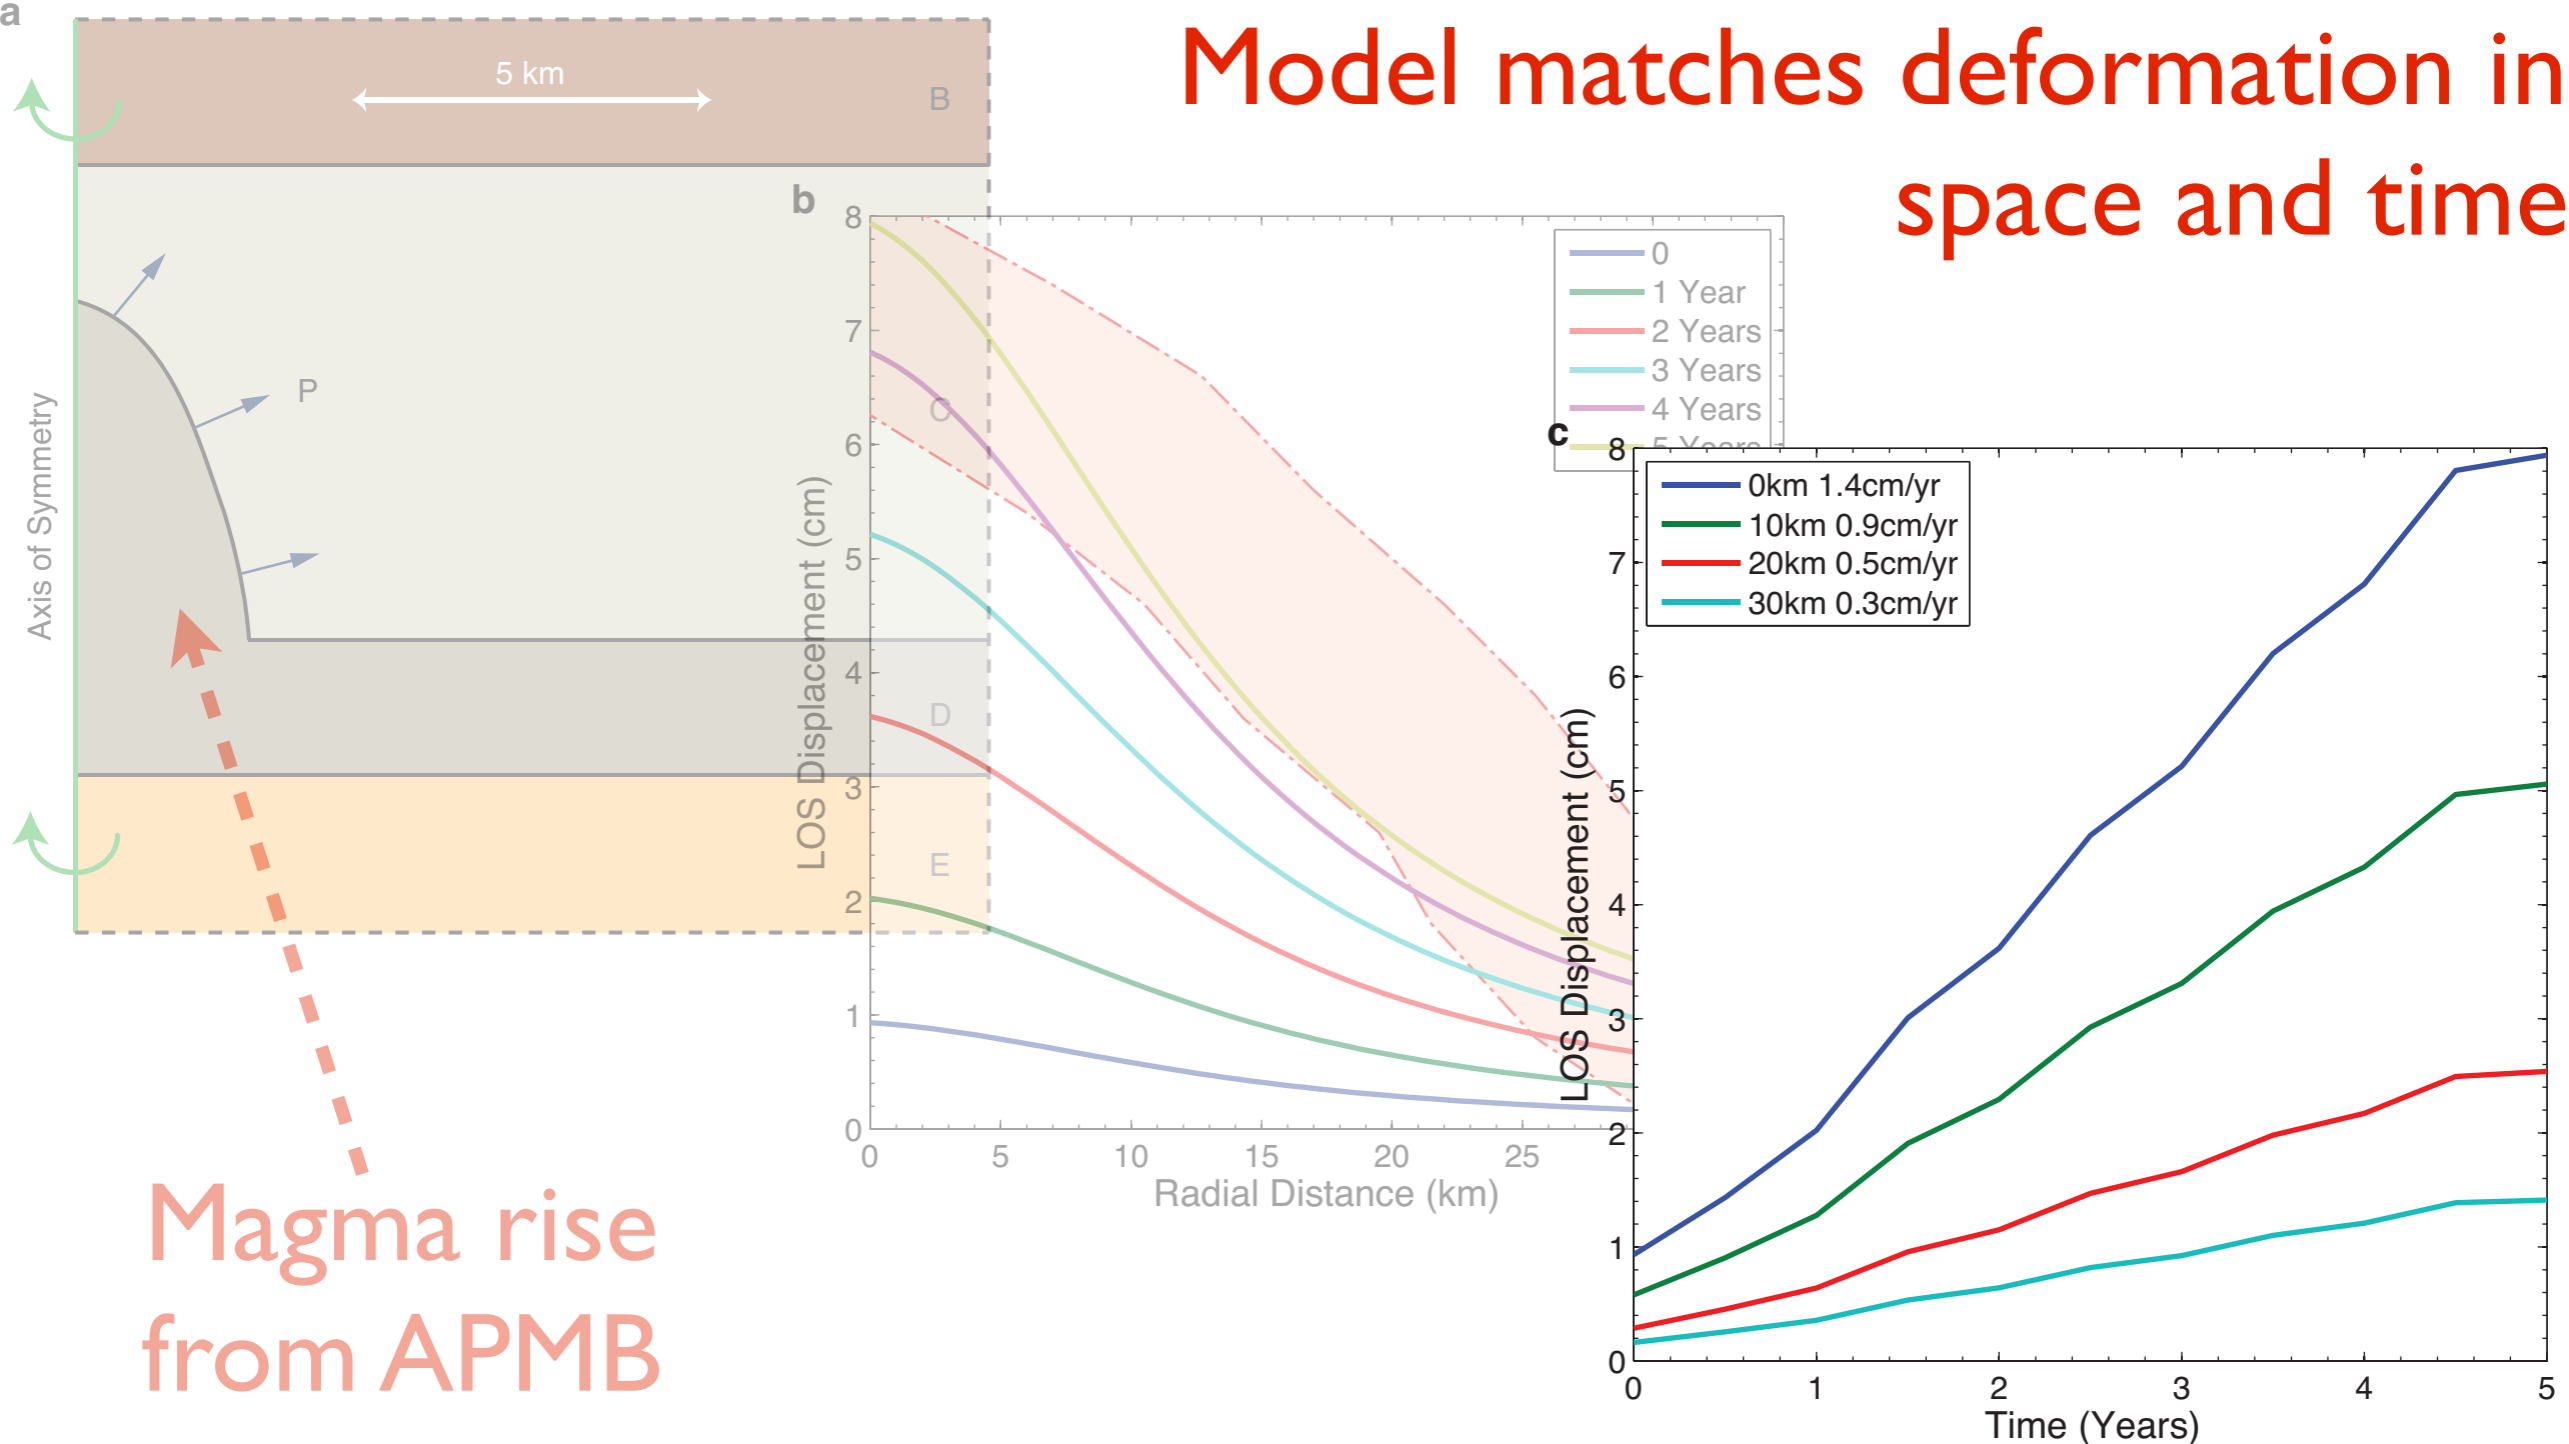 Model matches deformation in
space and time
a
5 km
B
P
C
D
E
Axis of Symmetry
Magma rise
from APMB
b
LOS Displacement (cm)
8
7
6
5
4
3
2
1
0
0 5 10 15 20 25
Radial Distance (km)
0
1 Year
2 Years
3 Years
4 Years
5 Years
c
LOS Displacement (cm)
8
7
6
5
4
3
2
1
0
0km 1.4cm/yr
10km 0.9cm/yr
20km 0.5cm/yr
30km 0.3cm/yr
0 1 2 3 4 5
Time (Years)